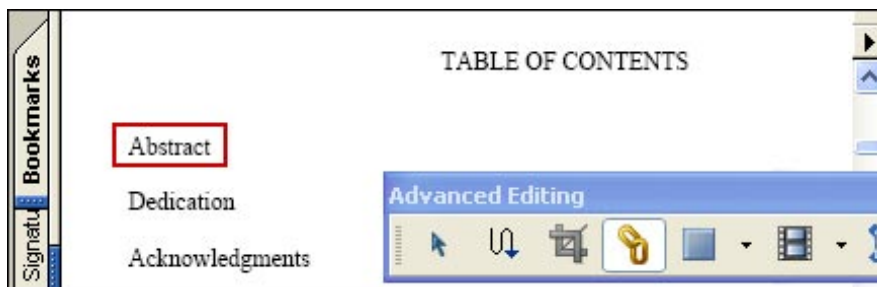 Bookmarks
TABLE OF CONTENTS
Abstract
Dedication
Advanced Editing
Signatu
Acknowledgments